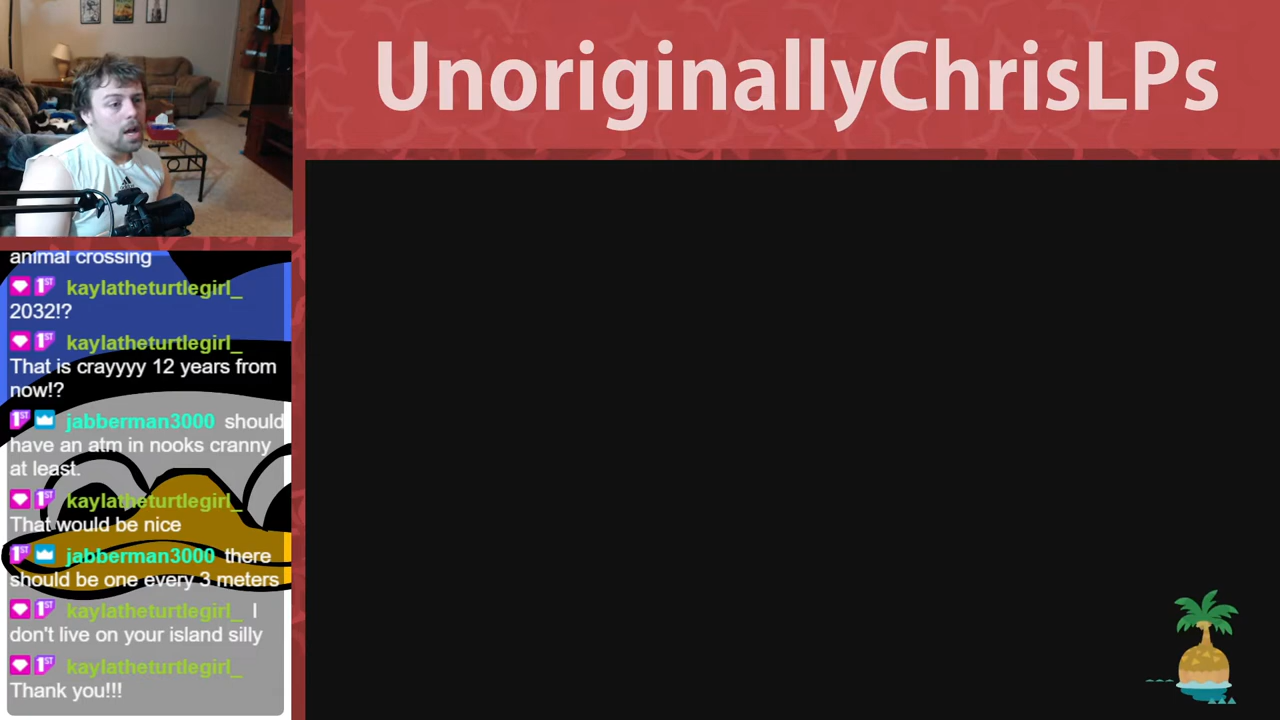 UnoriginallyChrisLPs
animal crossing
kaylatheturtlegirl_
2032!?
kaylatheturtlegirl_
That is crayyyy 12 years from
now!?
jabberman3000 should
have an atm in nooks cranny
at least.
kaylatheturtlegirl_
That would be nice
jabberman3000 there
should be one every 3 meters
kaylatheturtlegirl_ I
don't live on your island silly
kaylatheturtlegirl_
Thank you!!!